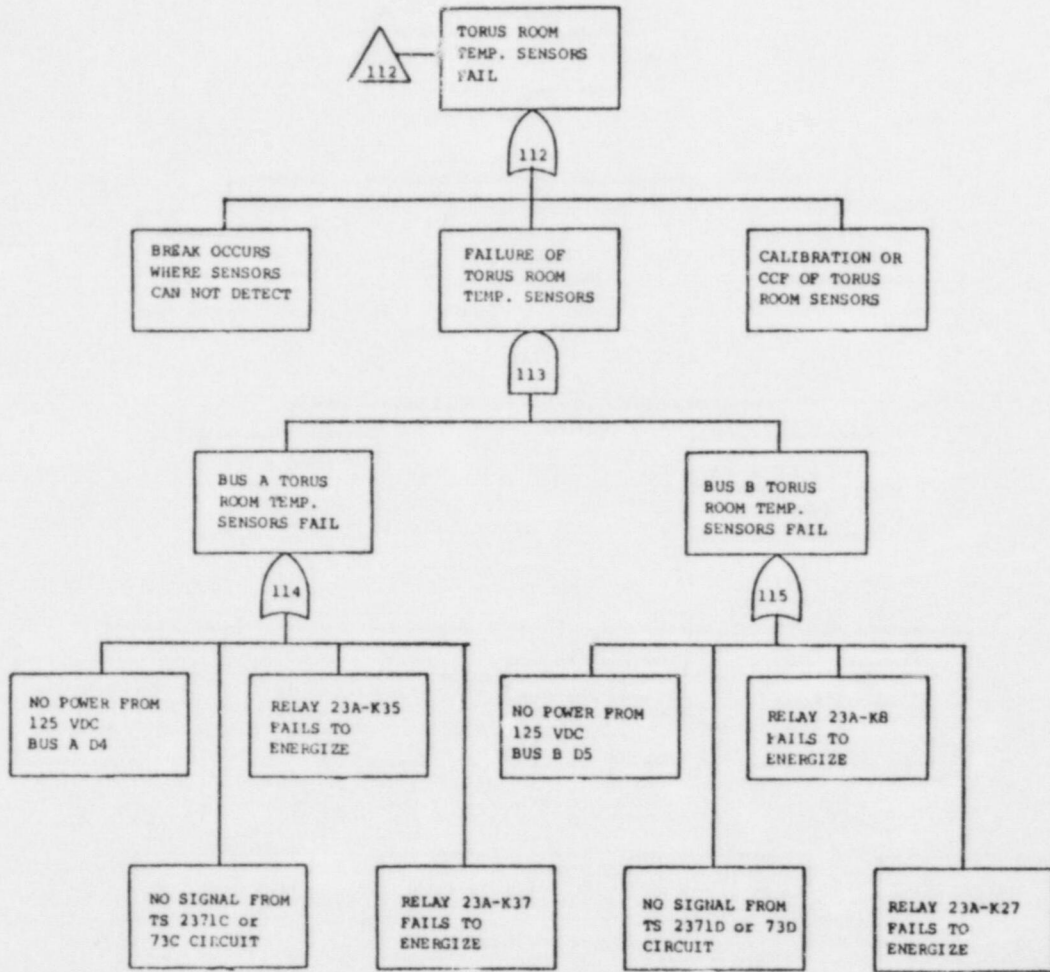 TORUS ROOM
TEMP. SENSORS
FAIL
112
112
BREAK OCCURS
WHERE SENSORS
CAN NOT DETECT
FAILURE OF
TORUS ROOM
TEMP. SENSORS
CALIBRATION OR
CCF OF TORUS
ROOM SENSORS
113
BUS A TORUS
ROOM TEMP.
SENSORS FAIL
BUS B TORUS
ROOM TEMP.
SENSORS FAIL
114
115
NO POWER FROM
125 VDC
BUS A D4
RELAY 23A-K35
FAILS TO
ENERGIZE
NO POWER FROM
125 VDC
BUS B D5
RELAY 23A-K8
FAILS TO
ENERGIZE
NO SIGNAL FROM
TS 2371C or
73C CIRCUIT
RELAY 23A-K37
FAILS TO
ENERGIZE
NO SIGNAL FROM
TS 2371D or 73D
CIRCUIT
RELAY 23A-K27
FAILS TO
ENERGIZE